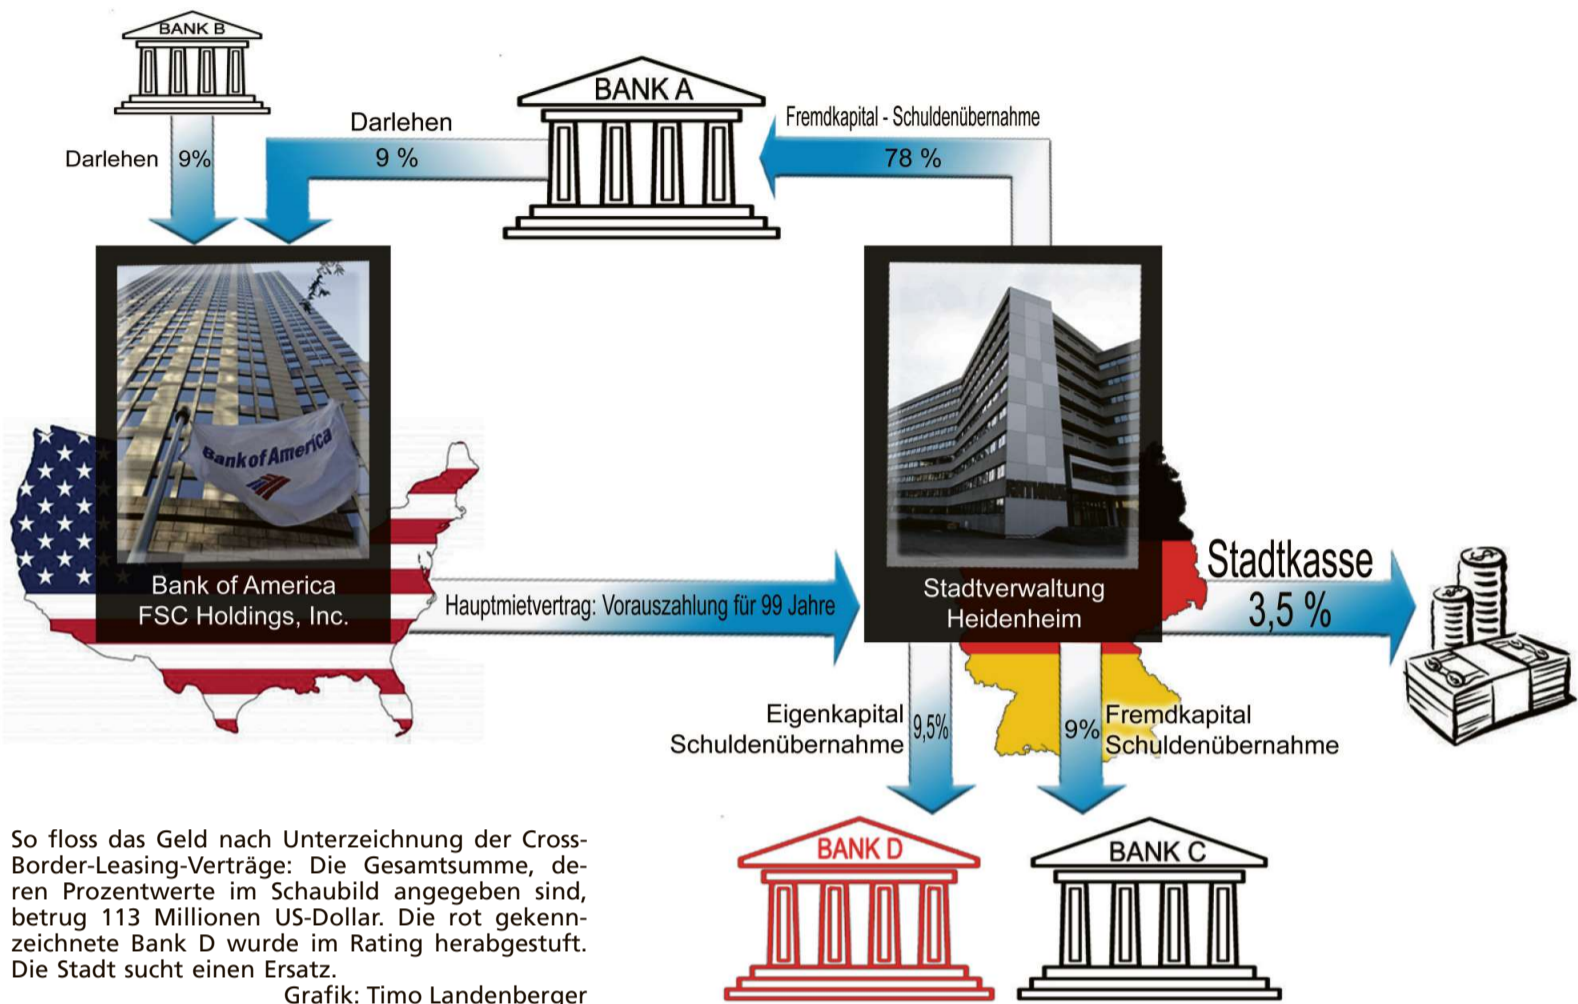 BANK B
BANK A
Darlehen
9%
Darlehen
9 %
Fremdkapital - Schuldenübernahme
78 %
Bank of America
Bank of America
FSC Holdings, Inc.
Hauptmietvertrag: Vorauszahlung für 99 Jahre
Stadtverwaltung
Heidenheim
Stadtkasse
3,5 %
Eigenkapital
Schuldenübernahme
9,5%
9%
Fremdkapital
Schuldenübernahme
BANK D
BANK C
So floss das Geld nach Unterzeichnung der Cross-
Border-Leasing-Verträge: Die Gesamtsumme, de-
ren Prozentwerte im Schaubild angegeben sind,
betrug 113 Millionen US-Dollar. Die rot gekenn-
zeichnete Bank D wurde im Rating herabgestuft.
Die Stadt sucht einen Ersatz.
Grafik: Timo Landenberger